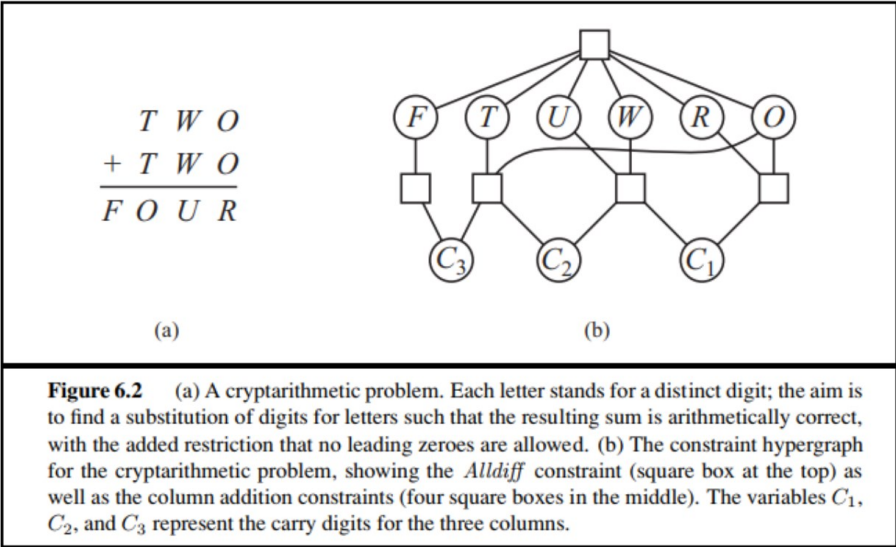 T W O
+ T W O
F O U R
(a)
F T U W R O
C3 C2 C1
(b)
Figure 6.2 (a) A cryptarithmetic problem. Each letter stands for a distinct digit; the aim is
to find a substitution of digits for letters such that the resulting sum is arithmetically correct,
with the added restriction that no leading zeroes are allowed. (b) The constraint hypergraph
for the cryptarithmetic problem, showing the Alldiff constraint (square box at the top) as
well as the column addition constraints (four square boxes in the middle). The variables C1,
C2, and C3 represent the carry digits for the three columns.